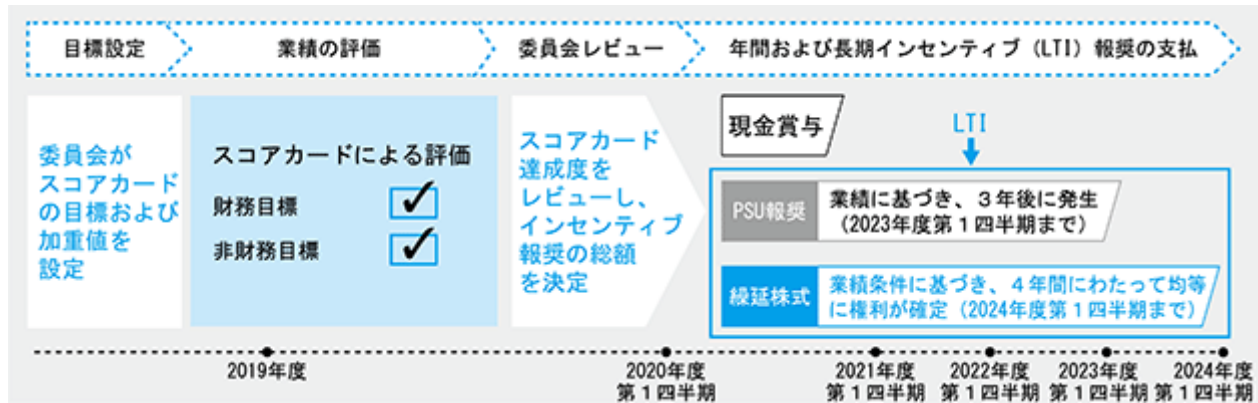 目標設定
業績の評価
委員会レビュー
年間および長期インセンティブ（LTI）報奨の支払
委員会が
スコアカード
の目標および
加重値を
設定
スコアカードによる評価
財務目標
非財務目標
スコアカード
達成度を
レビューし、
インセンティブ
報奨の総額
を決定
現金賞与
LTI
PSU報奨
業績に基づき、３年後に発生
（2023年度第１四半期まで）
繰延株式
業績条件に基づき、４年間にわたって均等
に権利が確定（2024年度第１四半期まで）
2019年度
2020年度
第１四半期
2021年度
第１四半期
2022年度
第１四半期
2023年度
第１四半期
2024年度
第１四半期